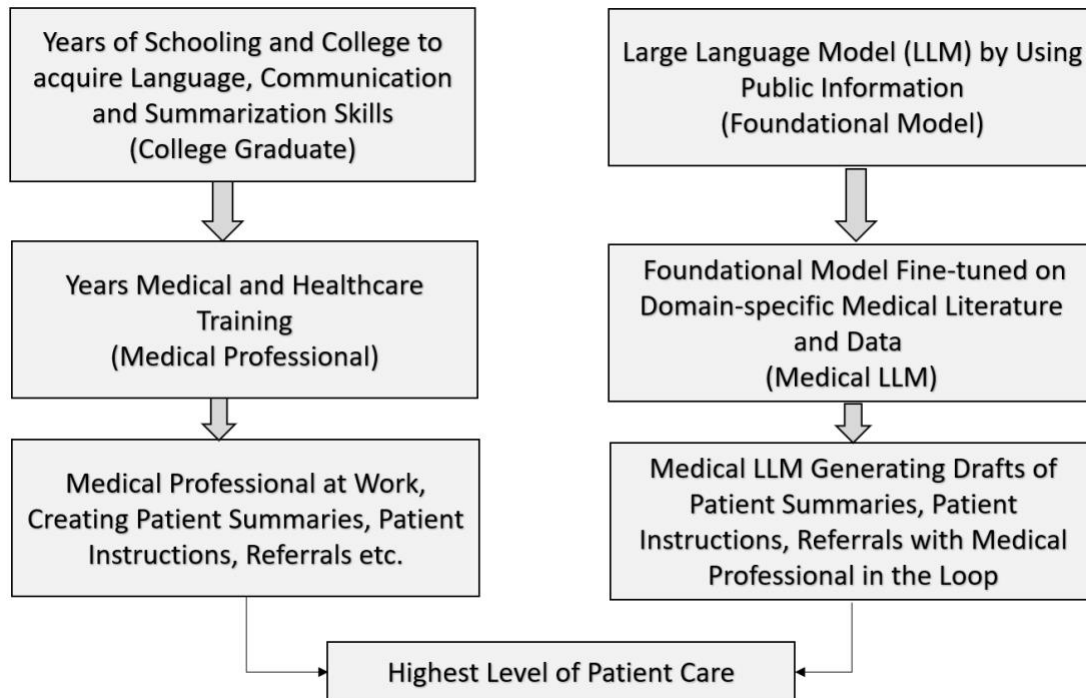 Years of Schooling and College to
acquire Language, Communication
and Summarization Skills
(College Graduate)
Large Language Model (LLM) by Using
Public Information
(Foundational Model)
Years Medical and Healthcare
Training
(Medical Professional)
Foundational Model Fine-tuned on
Domain-specific Medical Literature
and Data
(Medical LLM)
Medical Professional at Work,
Creating Patient Summaries, Patient
Instructions, Referrals etc.
Medical LLM Generating Drafts of
Patient Summaries, Patient
Instructions, Referrals with Medical
Professional in the Loop
Highest Level of Patient Care